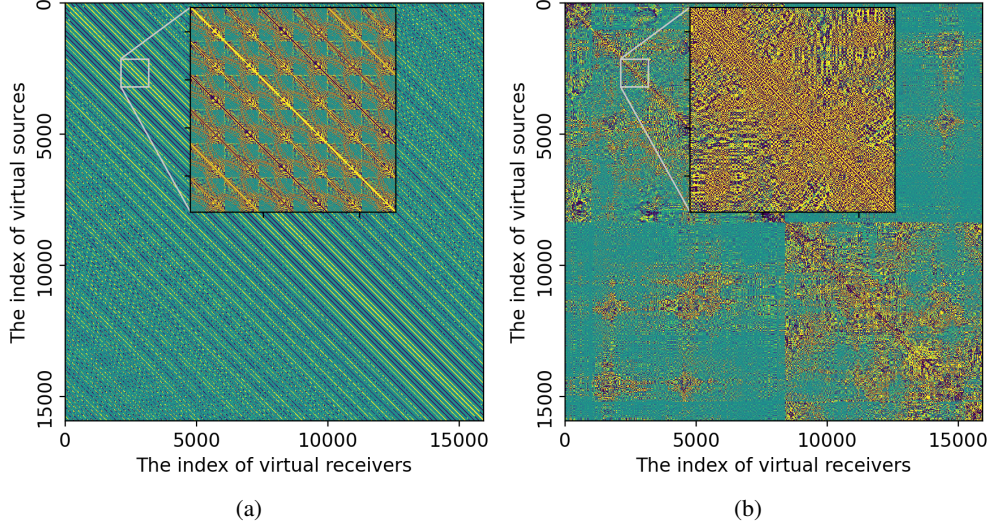 0
5000
10000
15000
The index of virtual sources
0
5000
10000
15000
The index of virtual receivers
(a)
0
5000
10000
15000
The index of virtual sources
0
5000
10000
15000
The index of virtual receivers
(b)